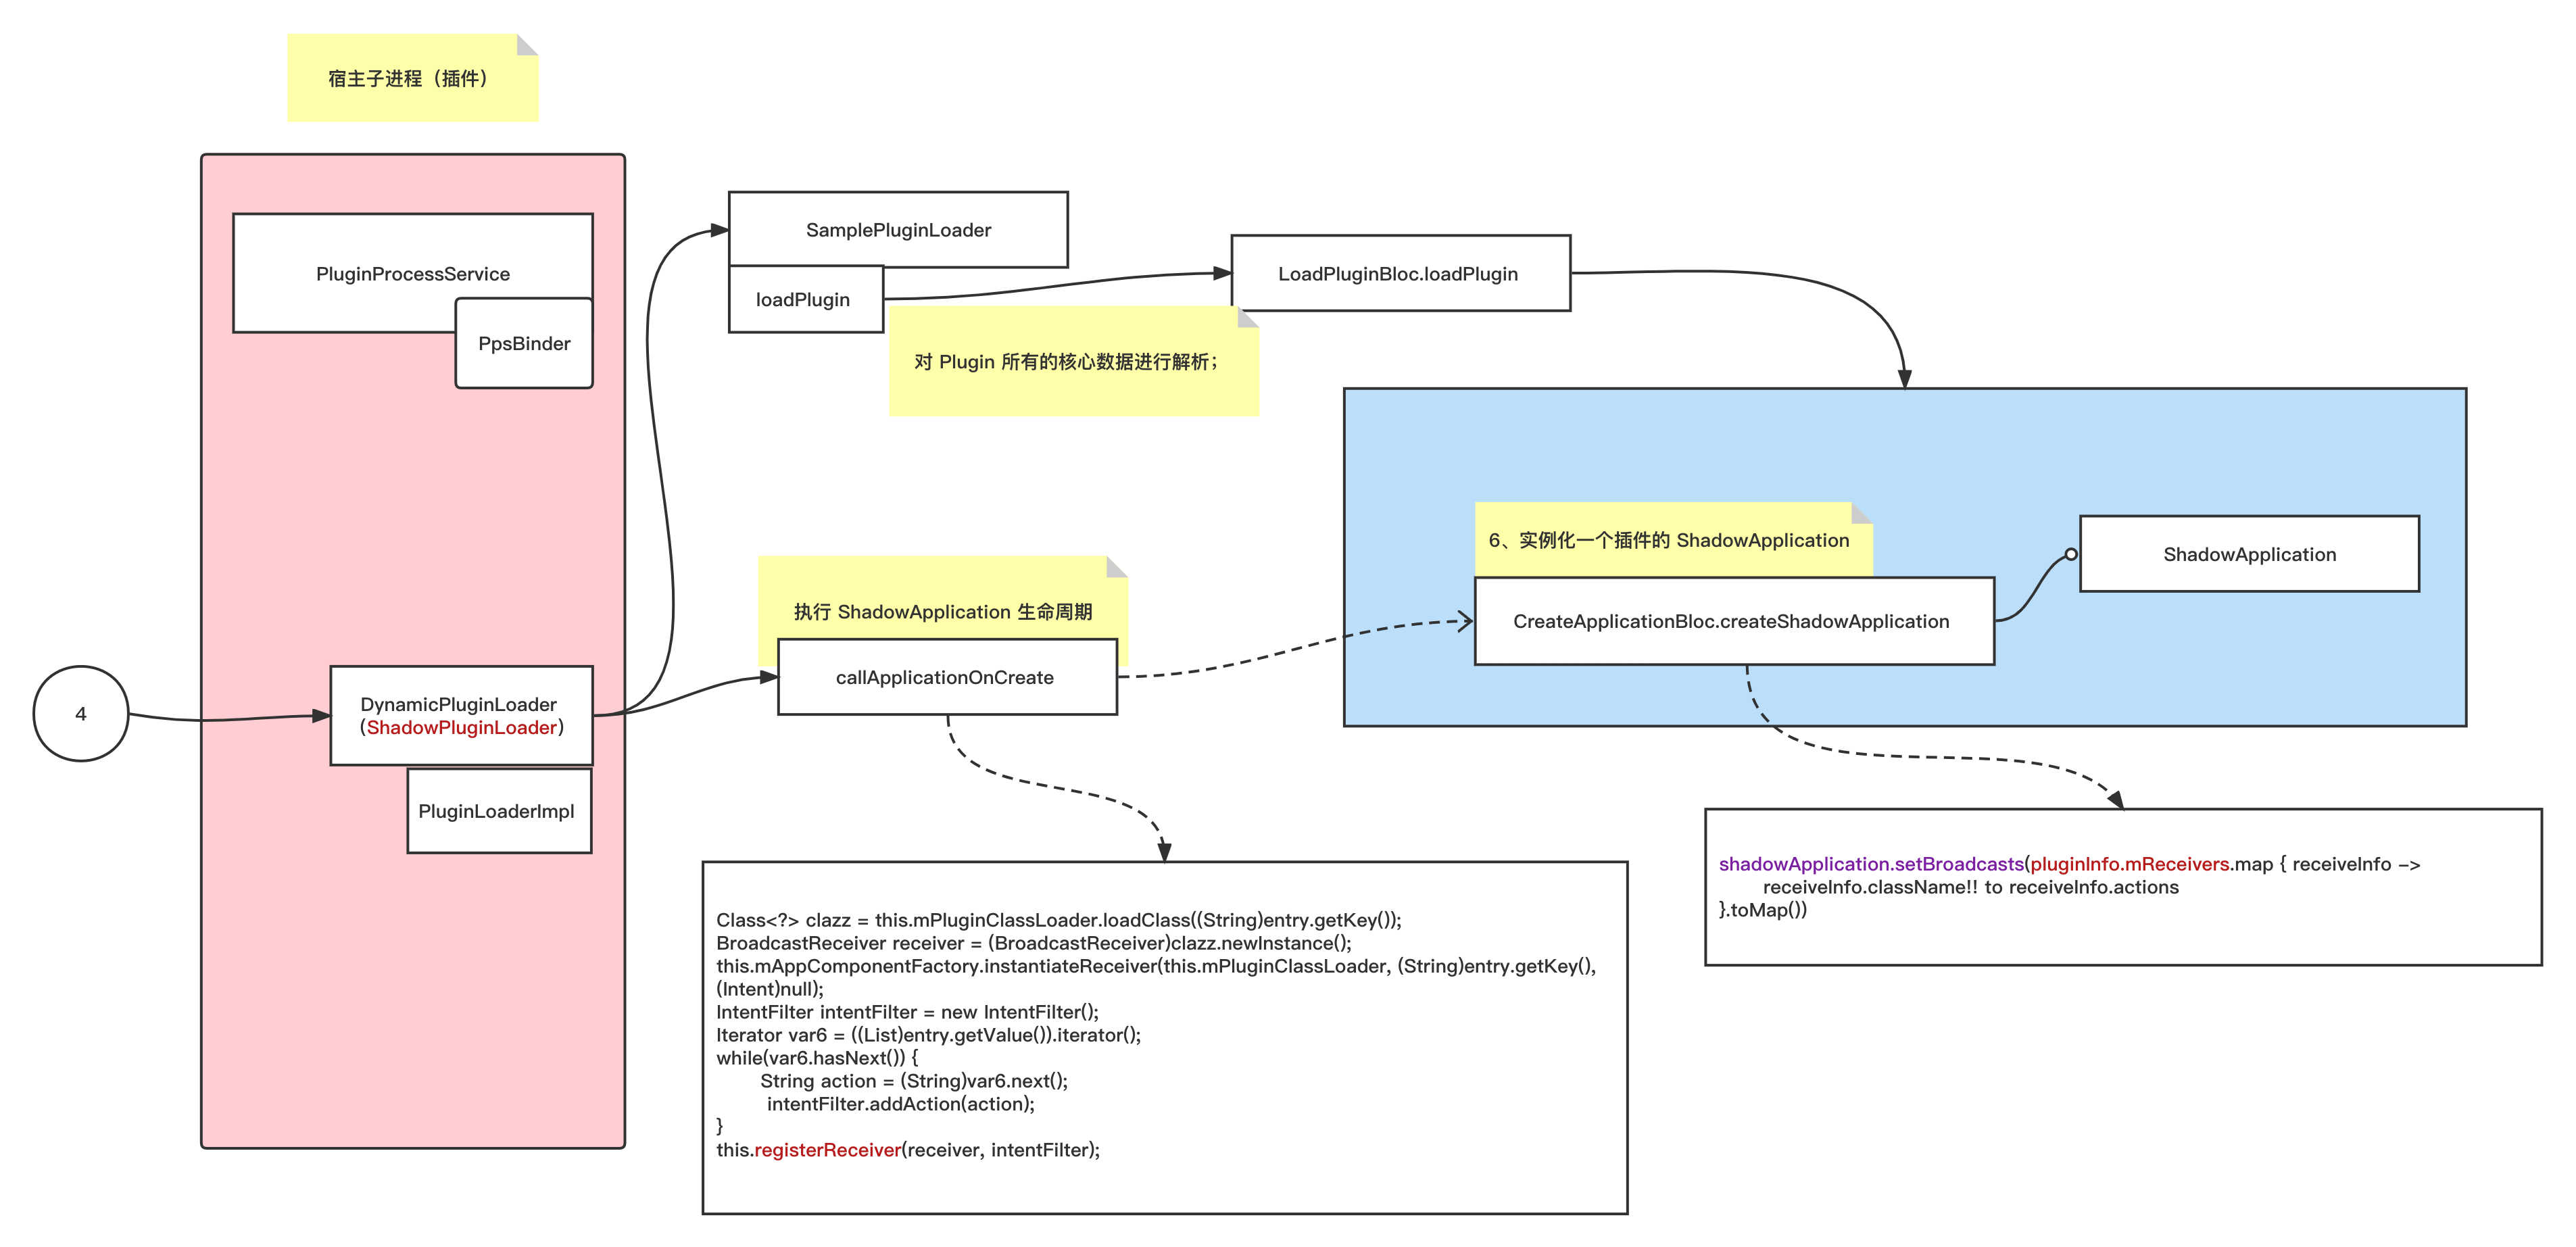 宿主子进程（插件）
PluginProcessService
PpsBinder
SamplePluginLoader
loadPlugin
LoadPluginBloc.loadPlugin
对 Plugin 所有的核心数据进行解析；
6、实例化一个插件的 ShadowApplication
CreateApplicationBloc.createShadowApplication
ShadowApplication
执行 ShadowApplication 生命周期
callApplicationOnCreate
4
DynamicPluginLoader
(ShadowPluginLoader)
PluginLoaderImpl
Class<?> clazz = this.mPluginClassLoader.loadClass((String)entry.getKey());
BroadcastReceiver receiver = (BroadcastReceiver)clazz.newInstance();
this.mAppComponentFactory.instantiateReceiver(this.mPluginClassLoader, (String)entry.getKey(),
(Intent)null);
IntentFilter intentFilter = new IntentFilter();
Iterator var6 = ((List)entry.getValue()).iterator();
while(var6.hasNext()) {
String action = (String)var6.next();
intentFilter.addAction(action);
}
this.registerReceiver(receiver, intentFilter);
shadowApplication.setBroadcasts(pluginInfo.mReceivers.map { receiveInfo ->
receiveInfo.className!! to receiveInfo.actions
}.toMap())